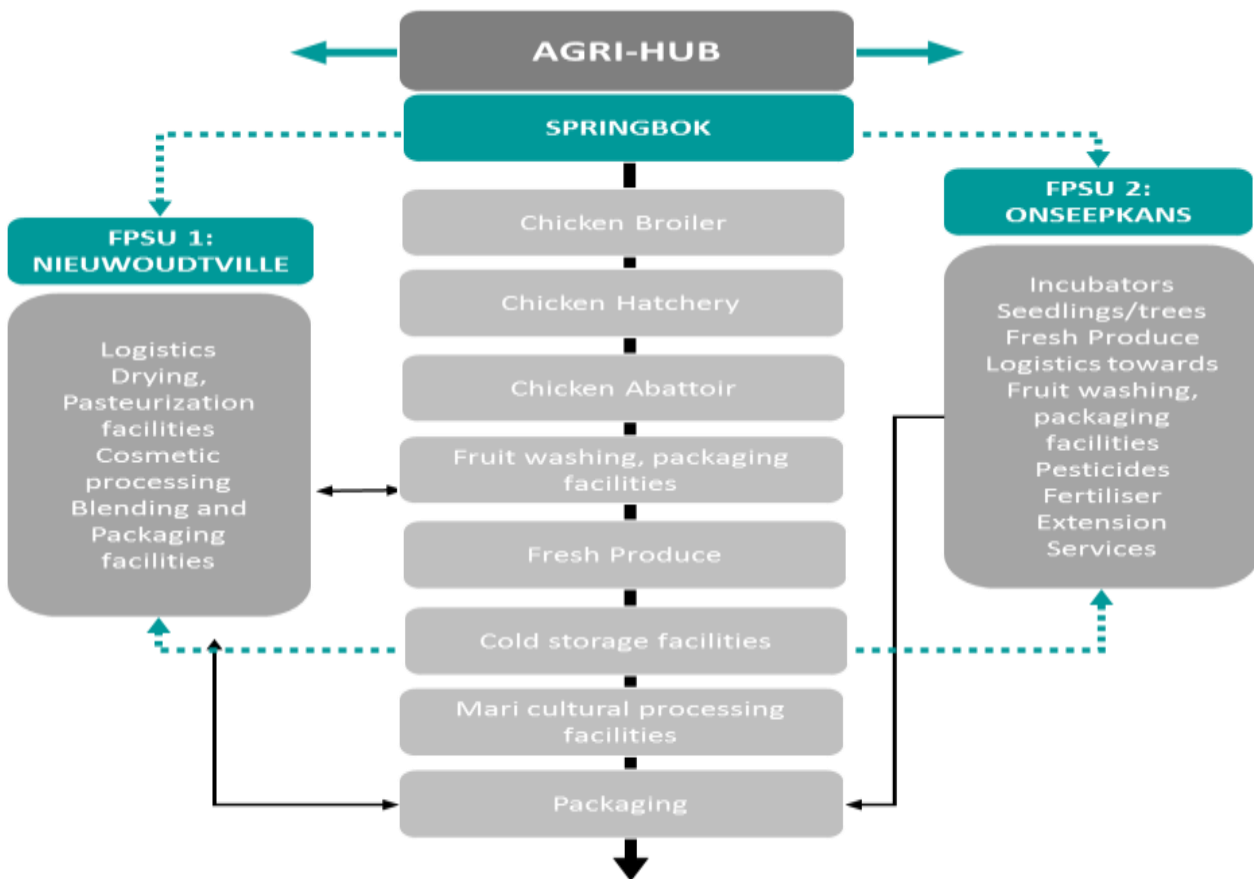 AGRI-HUB
SPRINGBOK
FPSU 1:
NIEUWOUDTVILLE
Logistics
Drying,
Pasteurization
facilities
Cosmetic
processing
Blending and
Packaging
facilities
Chicken Broiler
Chicken Hatchery
Chicken Abattoir
Fruit washing, packaging
facilities
Fresh Produce
Cold storage facilities
Mari cultural processing
facilities
Packaging
FPSU 2:
ONSEEPKANS
Incubators
Seedlings/trees
Fresh Produce
Logistics towards
Fruit washing,
packaging
facilities
Pesticides
Fertiliser
Extension
Services